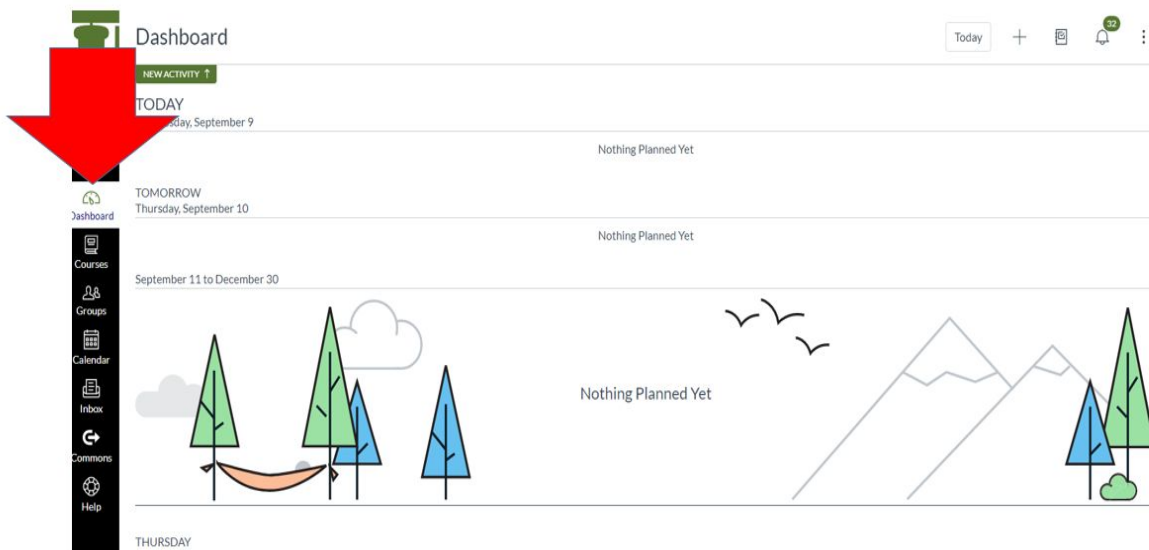 Dashboard
Today
32
NEW ACTIVITY ↑
TODAY
sday, September 9
Nothing Planned Yet
TOMORROW
Thursday, September 10
Nothing Planned Yet
September 11 to December 30
Nothing Planned Yet
THURSDAY
Dashboard
Courses
Groups
Calendar
Inbox
Commons
Help